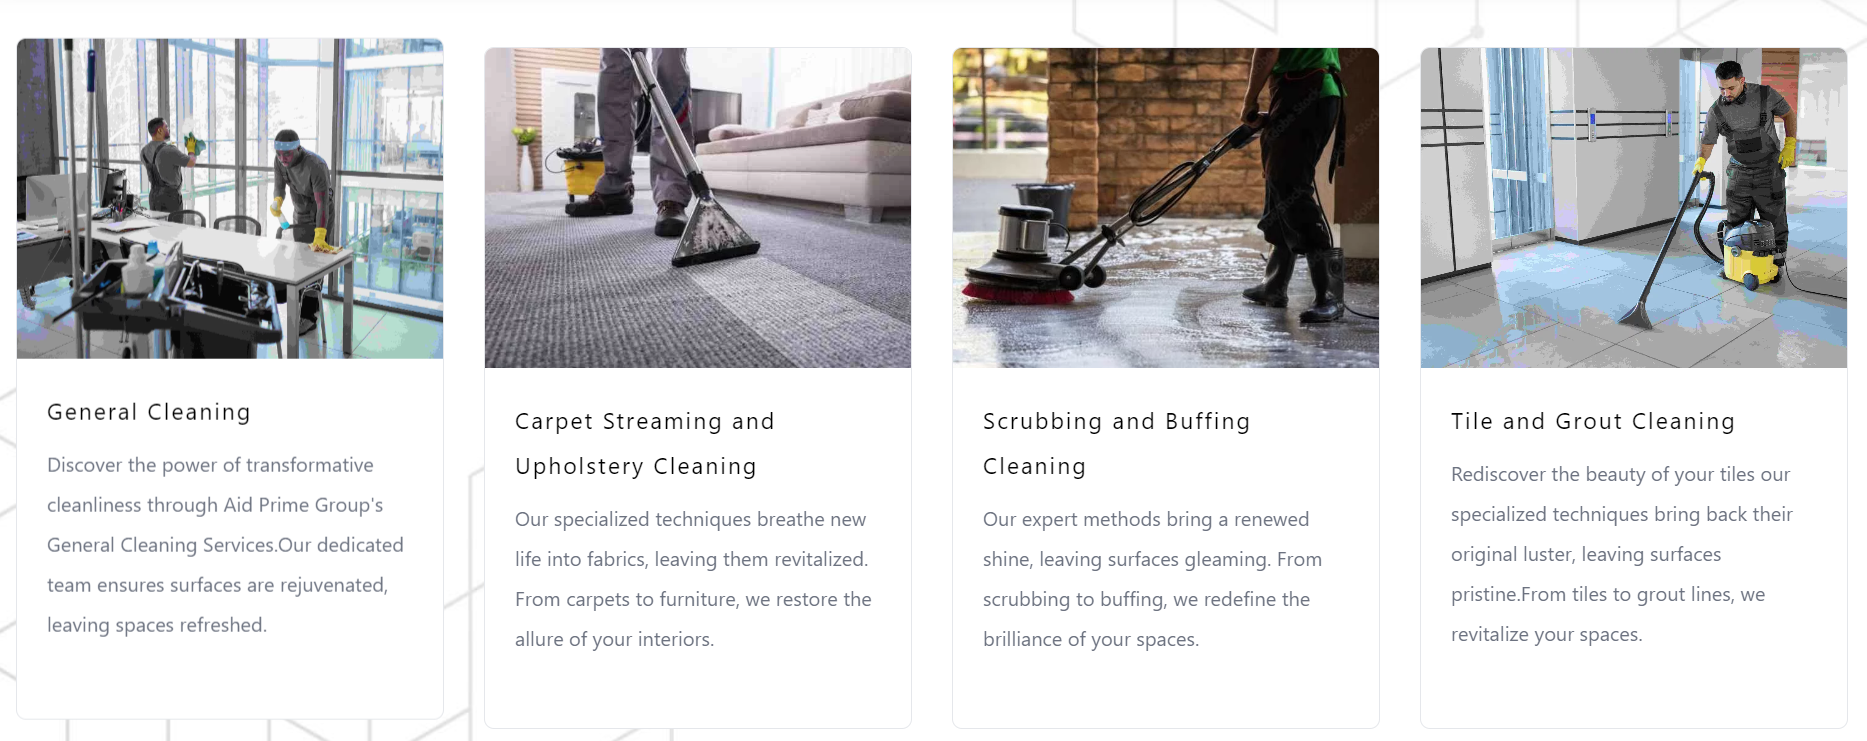 General Cleaning
Discover the power of transformative
cleanliness through Aid Prime Group's
General Cleaning Services.Our dedicated
team ensures surfaces are rejuvenated,
leaving spaces refreshed.
Carpet Streaming and
Upholstery Cleaning
Our specialized techniques breathe new
life into fabrics, leaving them revitalized.
From carpets to furniture, we restore the
allure of your interiors.
Scrubbing and Buffing
Cleaning
Our expert methods bring a renewed
shine, leaving surfaces gleaming. From
scrubbing to buffing, we redefine the
brilliance of your spaces.
Tile and Grout Cleaning
Rediscover the beauty of your tiles our
specialized techniques bring back their
original luster, leaving surfaces
pristine.From tiles to grout lines, we
revitalize your spaces.